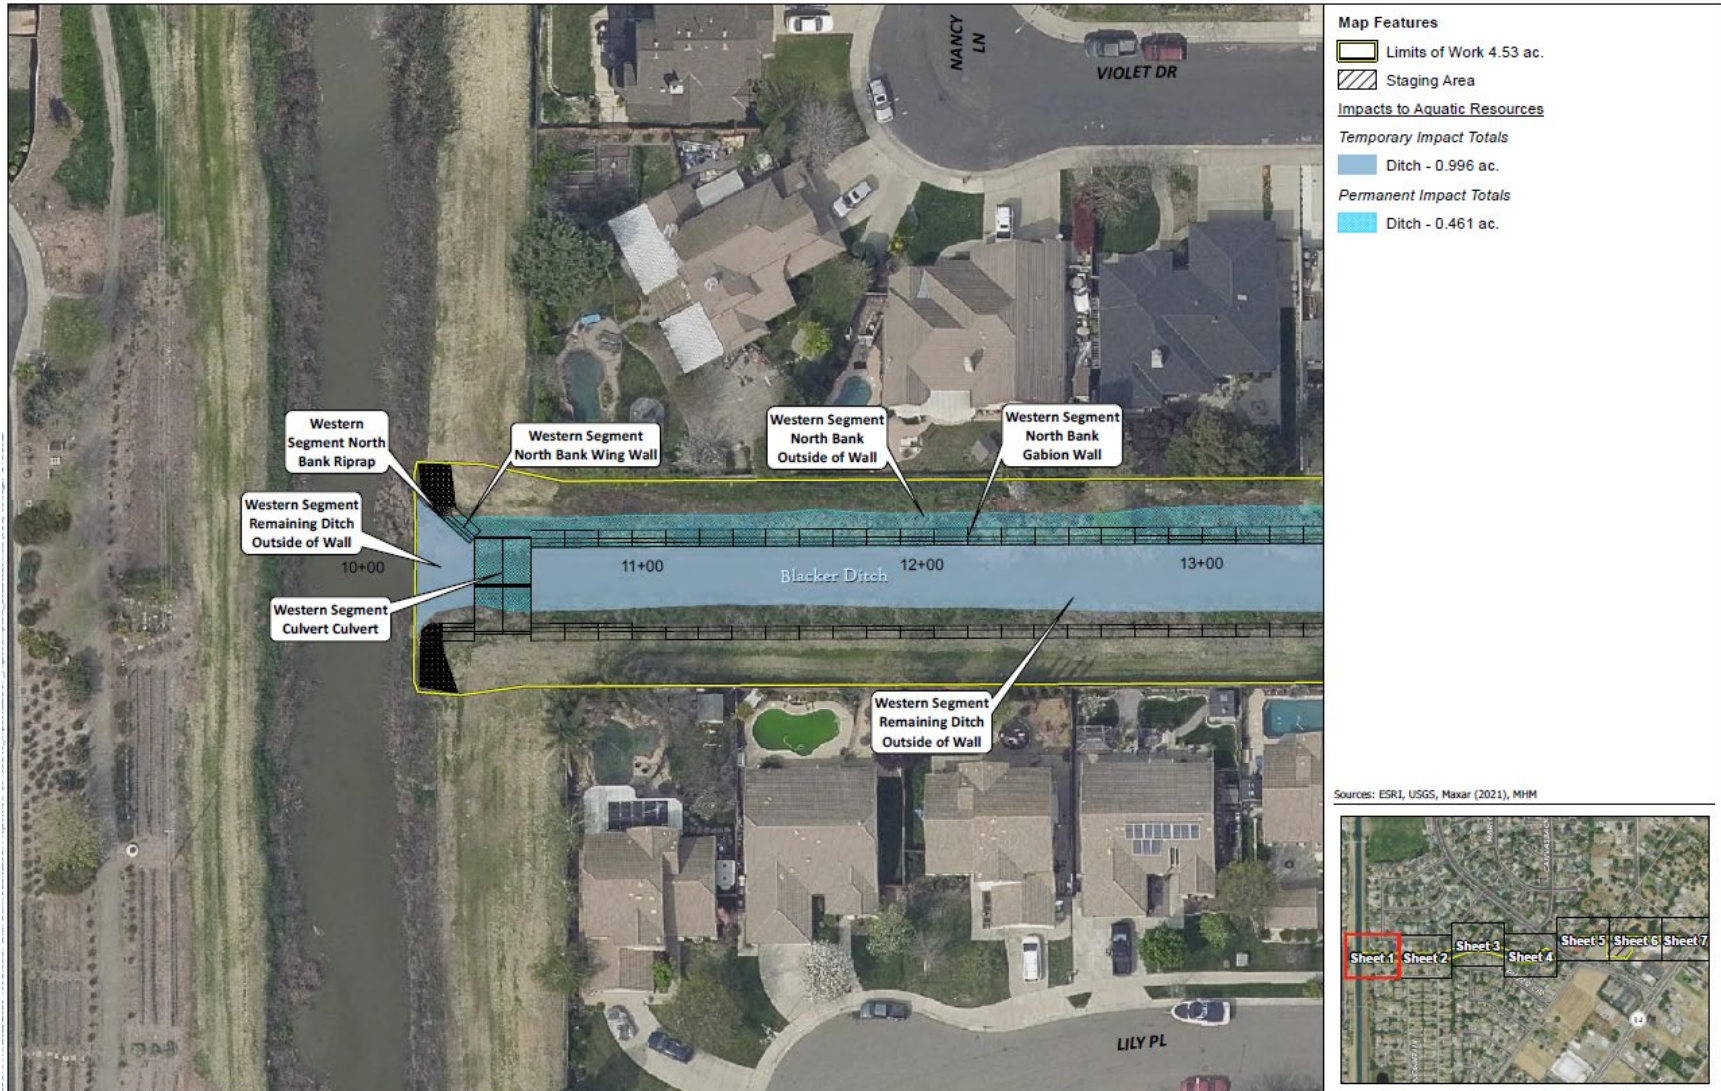 NANCY
LN
VIOLET DR
Western
Segment North
Bank Riprap
Western Segment
North Bank Wing Wall
Western Segment
North Bank
Outside of Wall
Western Segment
North Bank
Gabion Wall
Western Segment
Remaining Ditch
Outside of Wall
10+00
11+00
Blacker Ditch
12+00
13+00
Western Segment
Culvert Culvert
Western Segment
Remaining Ditch
Outside of Wall
LILY PL
Map Features
Limits of Work 4.53 ac.
Staging Area
Impacts to Aquatic Resources
Temporary Impact Totals
Ditch - 0.996 ac.
Permanent Impact Totals
Ditch - 0.461 ac.
Sources: ESRI, USGS, Maxar (2021), MHM
Sheet 1
Sheet 2
Sheet 3
Sheet 4
Sheet 5
Sheet 6
Sheet 7